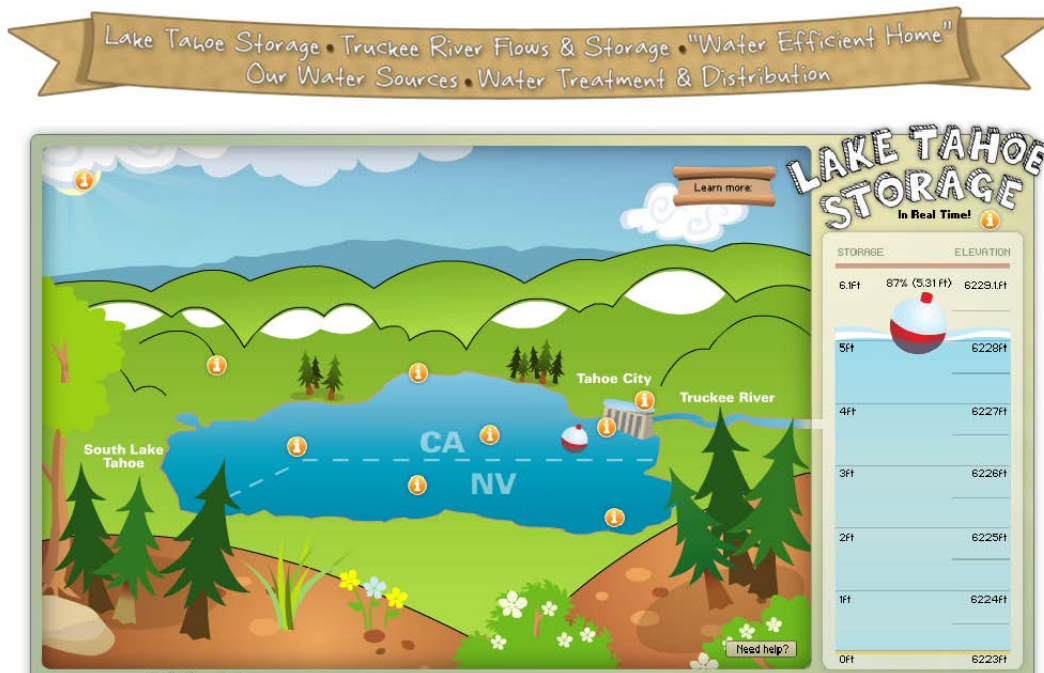 Lake Tahoe Storage • Truckee River Flows & Storage • "Water Efficient Home"
Our Water Sources • Water Treatment & Distribution
LAKE TAHOE
STORAGE
In Real Time!
i
Learn more:
i
STORAGE ELEVATION
6.1ft 87% (5.31 ft) 6229.1.ft
5ft 6228ft
4ft 6227ft
3ft 6226ft
2ft 6225ft
1ft 6224ft
0ft 6223ft
i
i
Tahoe City
i
Truckee River
i
South Lake
Tahoe
i
i
CA
NV
i
i
Need help?